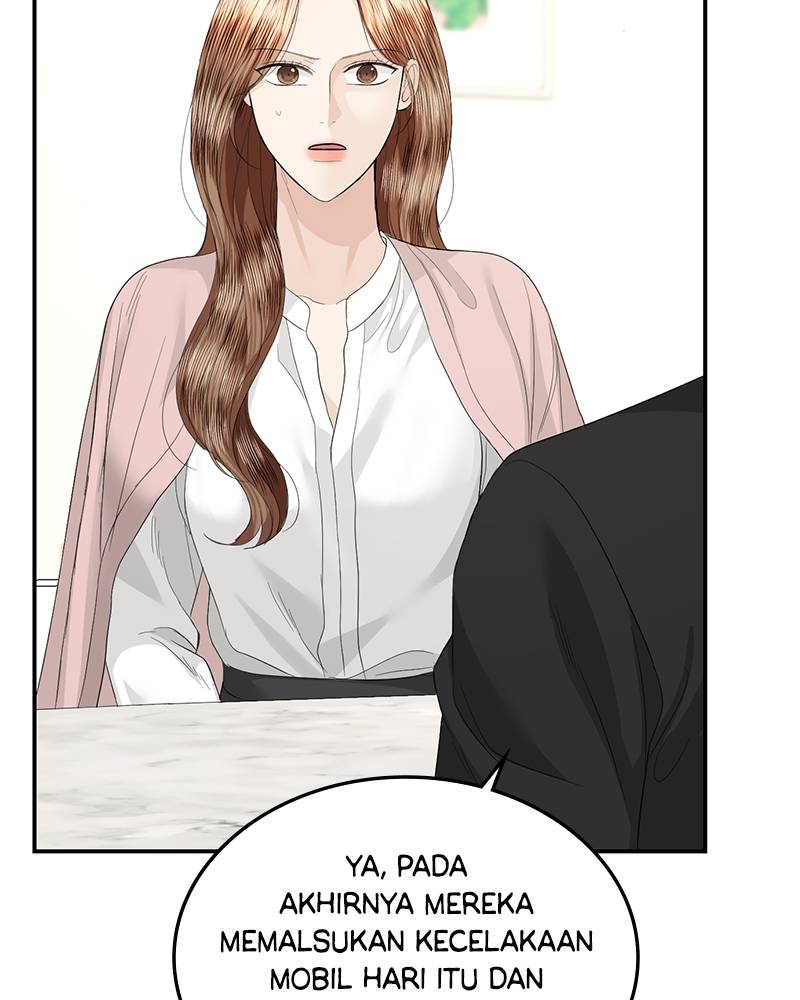 YA, PADA
AKHIRNYA MEREKA
MEMALSUKAN KECELAKAAN
MOBIL HARI ITU DAN